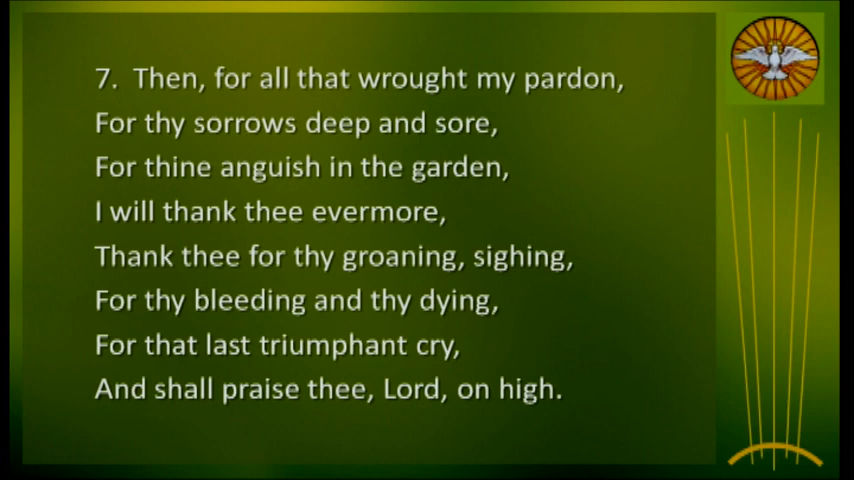 7. Then, for all that wrought my pardon,
For thy sorrows deep and sore,
For thine anguish in the garden,
I will thank thee evermore,
Thank thee for thy groaning, sighing,
For thy bleeding and thy dying,
For that last triumphant cry,
And shall praise thee, Lord, on high.